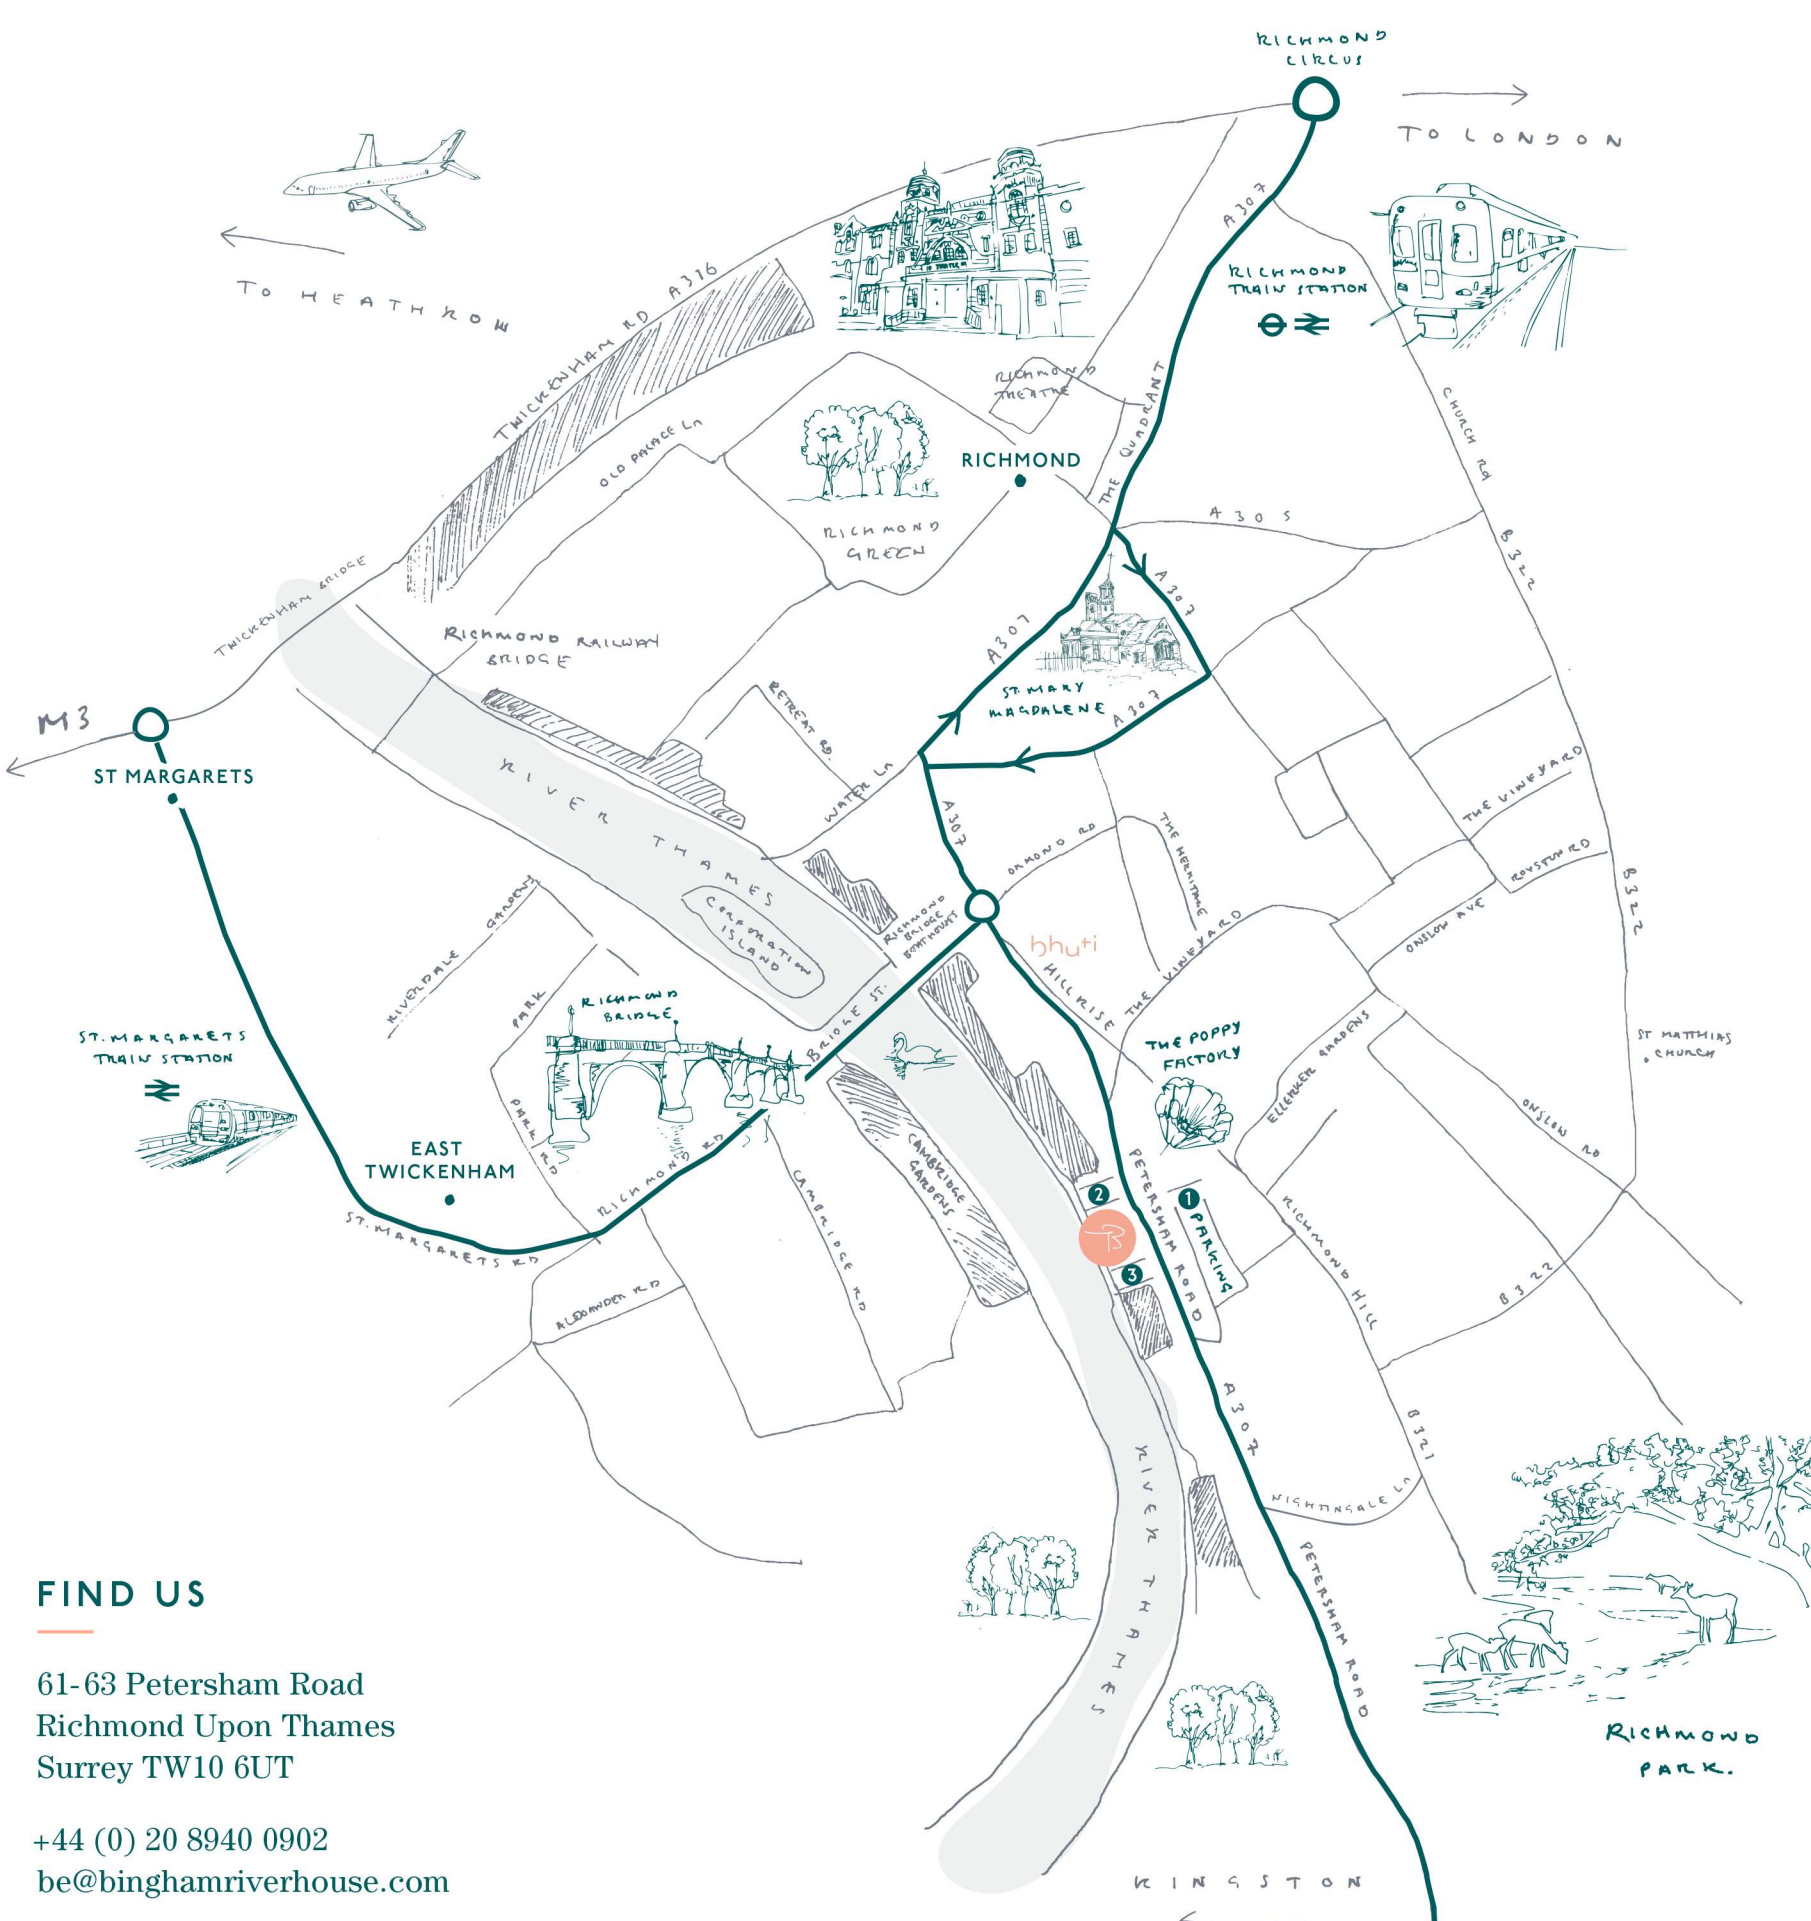 RICHMOND
CIRCUS
TO LONDON
A307
RICHMOND
TRAIN STATION
TO HEATHROW
TWICKENHAM RD A316
RICHMOND
THEATRE
THE QUADRANT
CHURCH Rd
OLD PALACE Ln
RICHMOND
RICHMOND
GREEN
A305
B322
A307
TWICKENHAM BRIDGE
RICHMOND RAILWAY
BRIDGE
A307
ST. MARY
MAGDALENE
A307
RETREAT RD.
M3
ST MARGARETS
RIVER THAMES
WATER Ln
A307
ORMOND RD
THE HERMITAGE
THE VINEYARD
ROYSTON RD
B322
CORPORATION
ISLAND
RICHMOND
BRIDGE
BOATHOUSES
ONSLOW AVE
RIVERDALE GARDENS
PARK
bhuti
HILL RISE
THE VINEYARD
RICHMOND
BRIDGE
BRIDGE ST.
ST. MARGARETS
TRAIN STATION
THE POPPY
FACTORY
ELLERKER GARDENS
ST MATTHIAS
CHURCH
ONSLOW RD
PARK RD
EAST
TWICKENHAM
RICHMOND RD
CAMBRIDGE
GARDENS
CAMBRIDGE RD
ST. MARGARETS RD
2
B
3
PETERSHAM ROAD
1 PARKING
RICHMOND HILL
B322
A307
B321
NIGHTINGALE Ln
RIVER THAMES
PETERSHAM ROAD
RICHMOND
PARK.
KINGSTON
FIND US
61-63 Petersham Road
Richmond Upon Thames
Surrey TW10 6UT
+44 (0) 20 8940 0902
be@binghamriverhouse.com